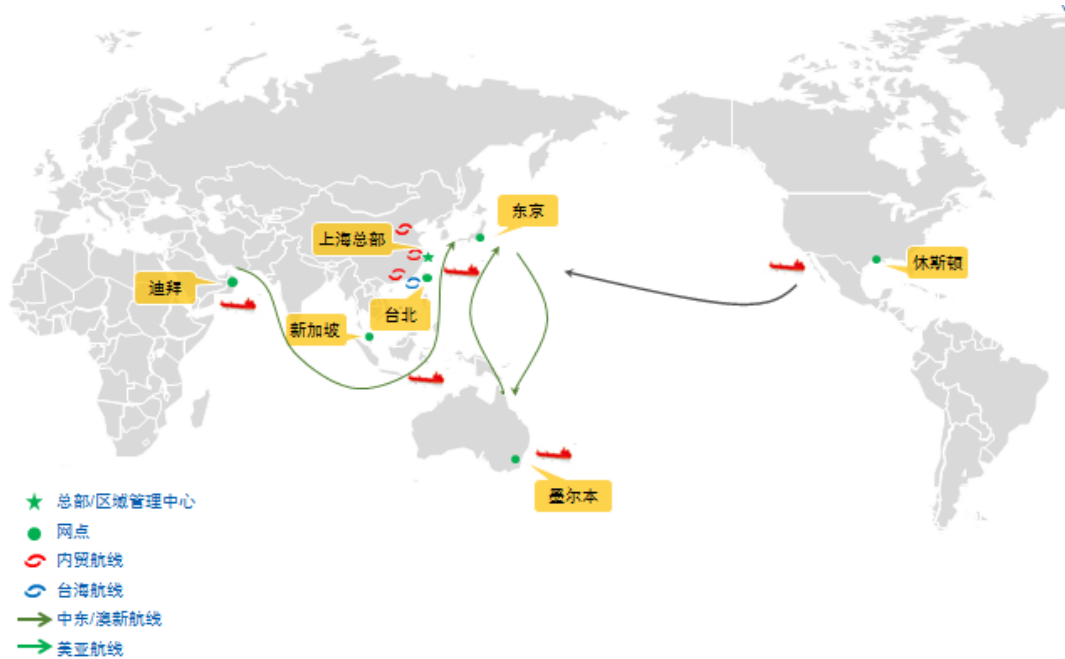 东京
上海总部
休斯顿
迪拜
台北
新加坡
墨尔本
总部/区域管理中心
网点
内贸航线
台海航线
中东/澳新航线
美亚航线